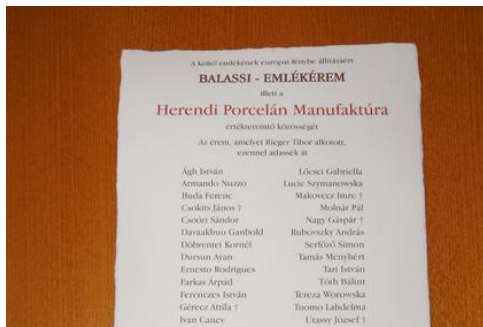 A költő emlékének európai fénybe állításáért
BALASSI - EMLÉKÉREM
illeti a
Herendi Porcelán Manufaktúra
értékteremtő közösségét
Az érem, amelyet Rieger Tibor alkotott,
ezennel adassék át
Ágh István
Armando Nuzzo
Buda Ferenc
Csokits János †
Csoóri Sándor
Davaakhuu Ganbold
Döbrentei Kornél
Dursun Ayan
Ernesto Rodrigues
Farkas Árpád
Ferenczes István
Gérecz Attila †
Ivan Canev
Lőcsei Gabriella
Lucie Szymanowska
Makovecz Imre †
Molnár Pál
Nagy Gáspár †
Rubovszky András
Serfőző Simon
Tamás Menyhért
Tari István
Tóth Bálint
Tereza Worowska
Tuomo Lahdelma
Utassy József †